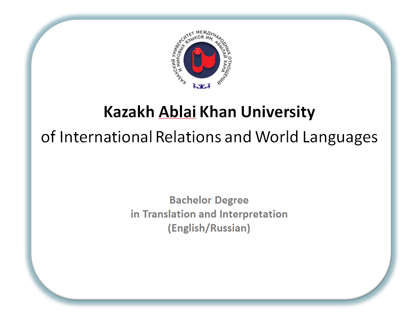 КАЗАХСКИЙ УНИВЕРСИТЕТ МЕЖДУНАРОДНЫХ ОТНОШЕНИЙ
И МИРОВЫХ ЯЗЫКОВ ИМ. АБЫЛАЙ ХАНА
Kazakh Ablai Khan University
of International Relations and World Languages
Bachelor Degree
in Translation and Interpretation
(English/Russian)